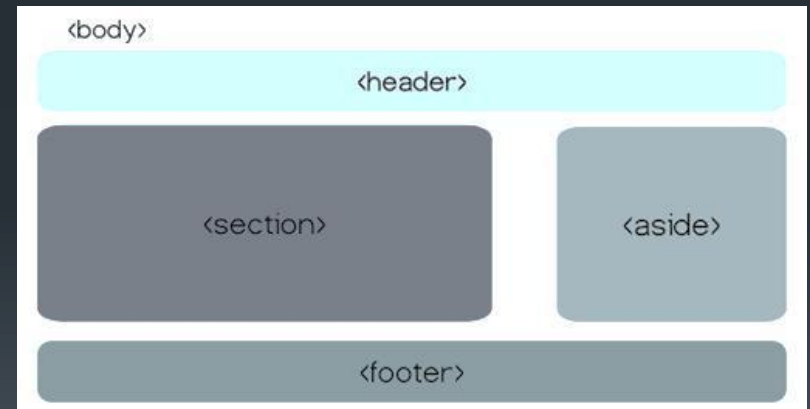 <body>
<header>
<section>
<aside>
<footer>